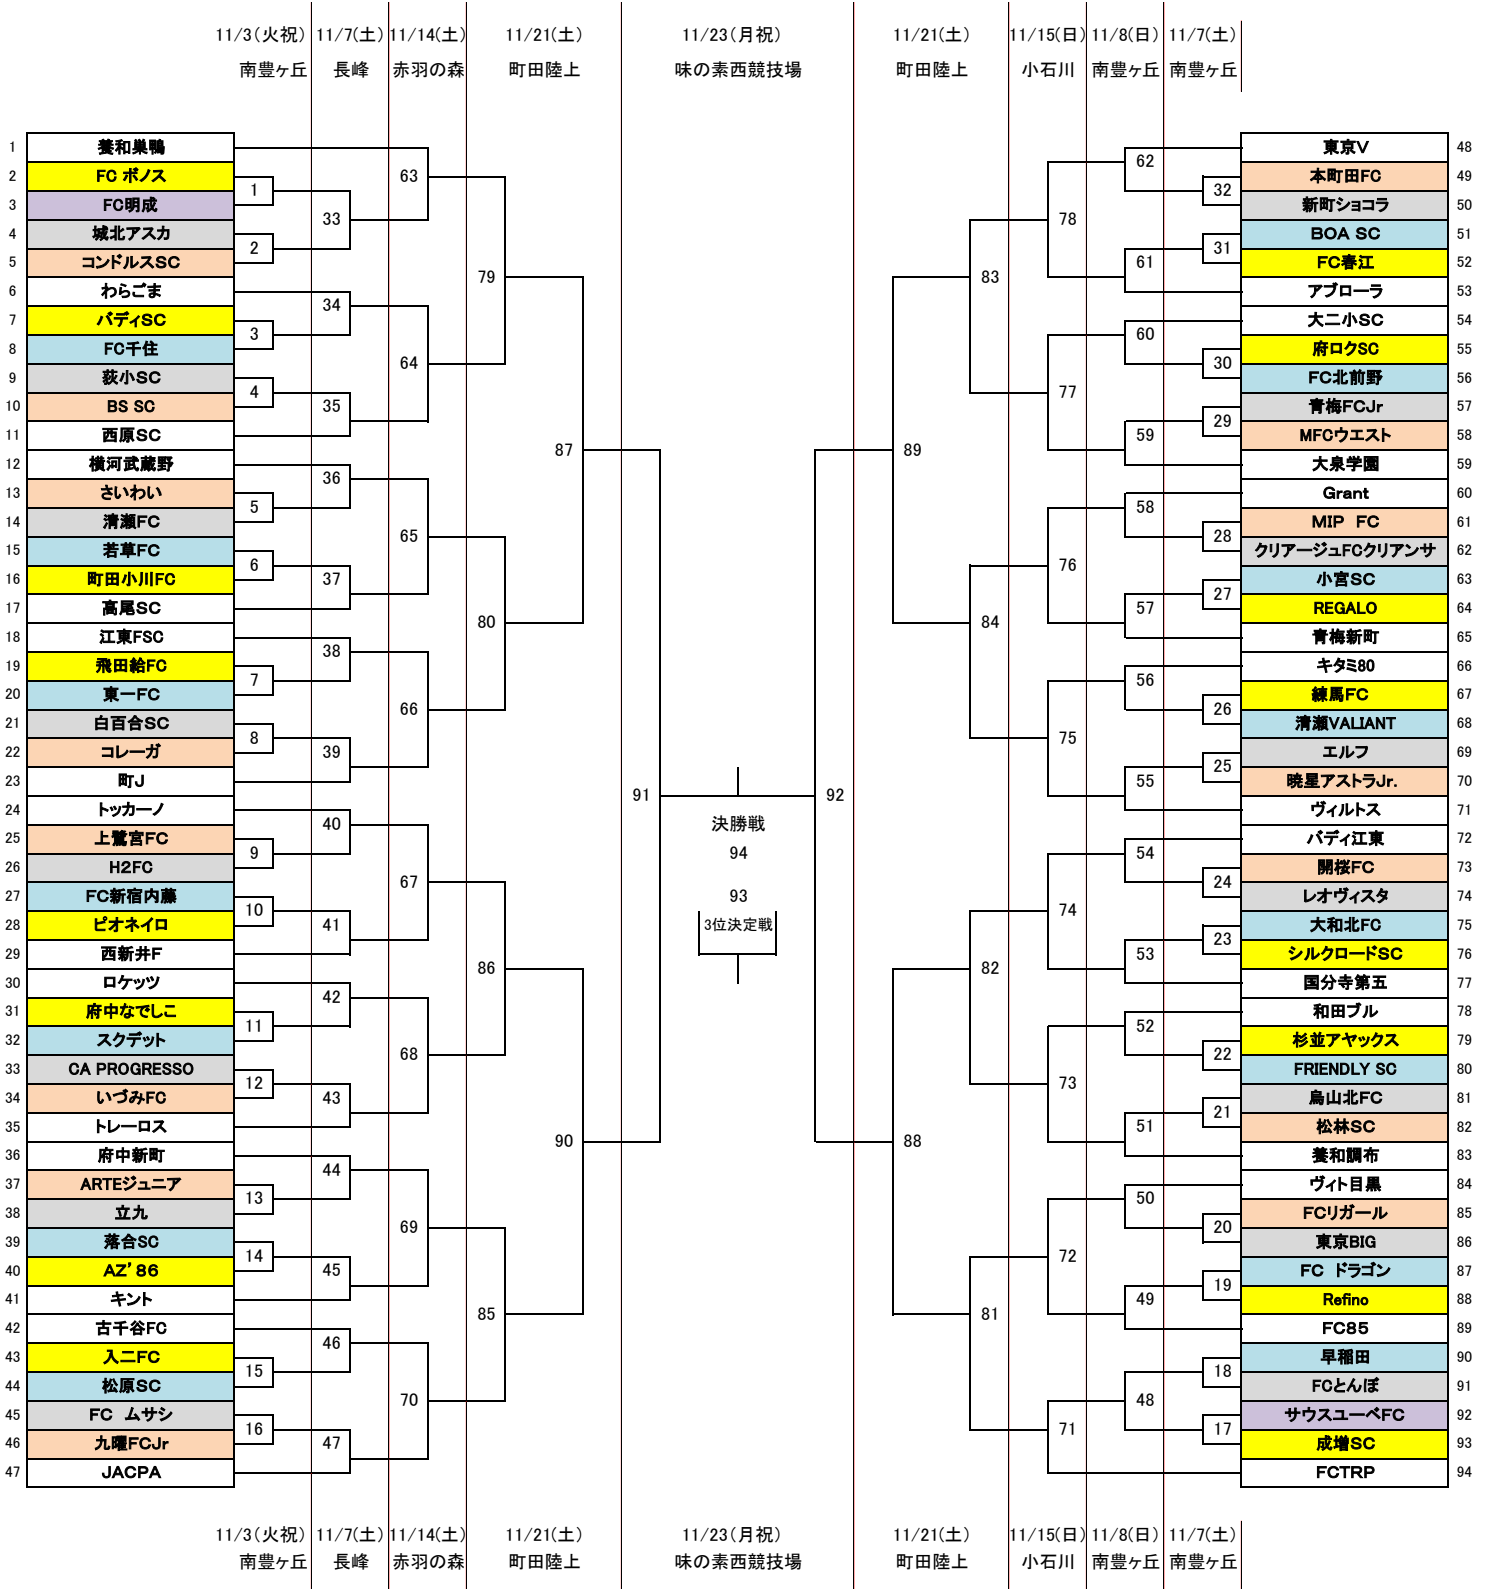 11/3(火祝) 11/7(土) 11/14(土) 11/21(土) 11/23(月祝) 11/21(土) 11/15(日) 11/8(日) 11/7(土)
南豊ヶ丘 長峰 赤羽の森 町田陸上 味の素西競技場 町田陸上 小石川 南豊ヶ丘 南豊ヶ丘
1 養和巣鴨
2 FC ボノス
3 FC明成
4 城北アスカ
5 コンドルスSC
6 わらごま
7 バディSC
8 FC千住
9 荻小SC
10 BS SC
11 西原SC
12 横河武蔵野
13 さいわい
14 清瀬FC
15 若草FC
16 町田小川FC
17 高尾SC
18 江東FSC
19 飛田給FC
20 東一FC
21 白百合SC
22 コレーガ
23 町J
24 トッカーノ
25 上鷺宮FC
26 H2FC
27 FC新宿内藤
28 ピオネイロ
29 西新井F
30 ロケッツ
31 府中なでしこ
32 スクデット
33 CA PROGRESSO
34 いづみFC
35 トレーロス
36 府中新町
37 ARTEジュニア
38 立九
39 落合SC
40 AZ'86
41 キント
42 古千谷FC
43 入二FC
44 松原SC
45 FC ムサシ
46 九曜FCJr
47 JACPA
1
2
3
4
5
6
7
8
9
10
11
12
13
14
15
16
33
34
35
36
37
38
39
40
41
42
43
44
45
46
47
63
64
65
66
67
68
69
70
79
80
86
85
87
90
91
決勝戦
94
93
3位決定戦
92
89
88
83
84
82
81
78
77
76
75
74
73
72
71
62
61
60
59
58
57
56
55
54
53
52
51
50
49
48
32
31
30
29
28
27
26
25
24
23
22
21
20
19
18
17
東京V 48
本町田FC 49
新町ショコラ 50
BOA SC 51
FC春江 52
アブローラ 53
大二小SC 54
府ロクSC 55
FC北前野 56
青梅FCJr 57
MFCウエスト 58
大泉学園 59
Grant 60
MIP FC 61
クリアージュFCクリアンサ 62
小宮SC 63
REGALO 64
青梅新町 65
キタミ80 66
練馬FC 67
清瀬VALIANT 68
エルフ 69
暁星アストラJr. 70
ヴィルトス 71
バディ江東 72
開桜FC 73
レオヴィスタ 74
大和北FC 75
シルクロードSC 76
国分寺第五 77
和田ブル 78
杉並アヤックス 79
FRIENDLY SC 80
烏山北FC 81
松林SC 82
養和調布 83
ヴィト目黒 84
FCリガール 85
東京BIG 86
FC ドラゴン 87
Refino 88
FC85 89
早稲田 90
FCとんぼ 91
サウスユーベFC 92
成増SC 93
FCTRP 94
11/3(火祝) 11/7(土) 11/14(土) 11/21(土) 11/23(月祝) 11/21(土) 11/15(日) 11/8(日) 11/7(土)
南豊ヶ丘 長峰 赤羽の森 町田陸上 味の素西競技場 町田陸上 小石川 南豊ヶ丘 南豊ヶ丘